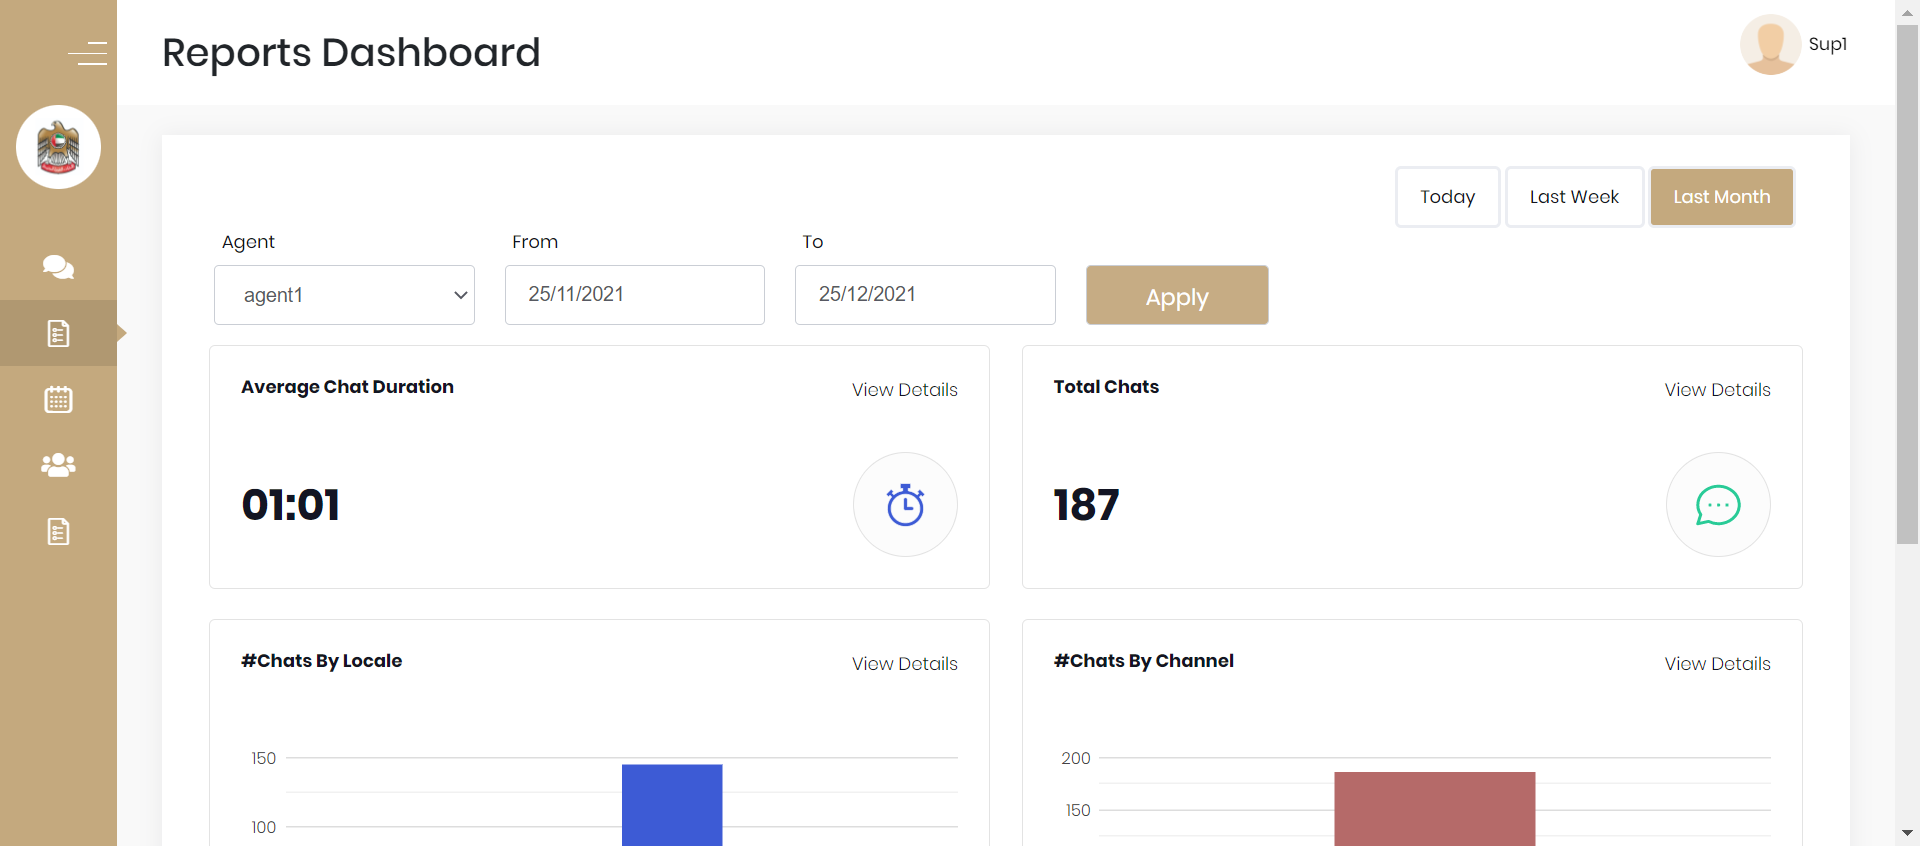 Reports Dashboard
Sup1
Today
Last Week
Last Month
Agent
From
To
agent1
25/11/2021
25/12/2021
Apply
Average Chat Duration
View Details
01:01
Total Chats
View Details
187
#Chats By Locale
View Details
150
100
#Chats By Channel
View Details
200
150